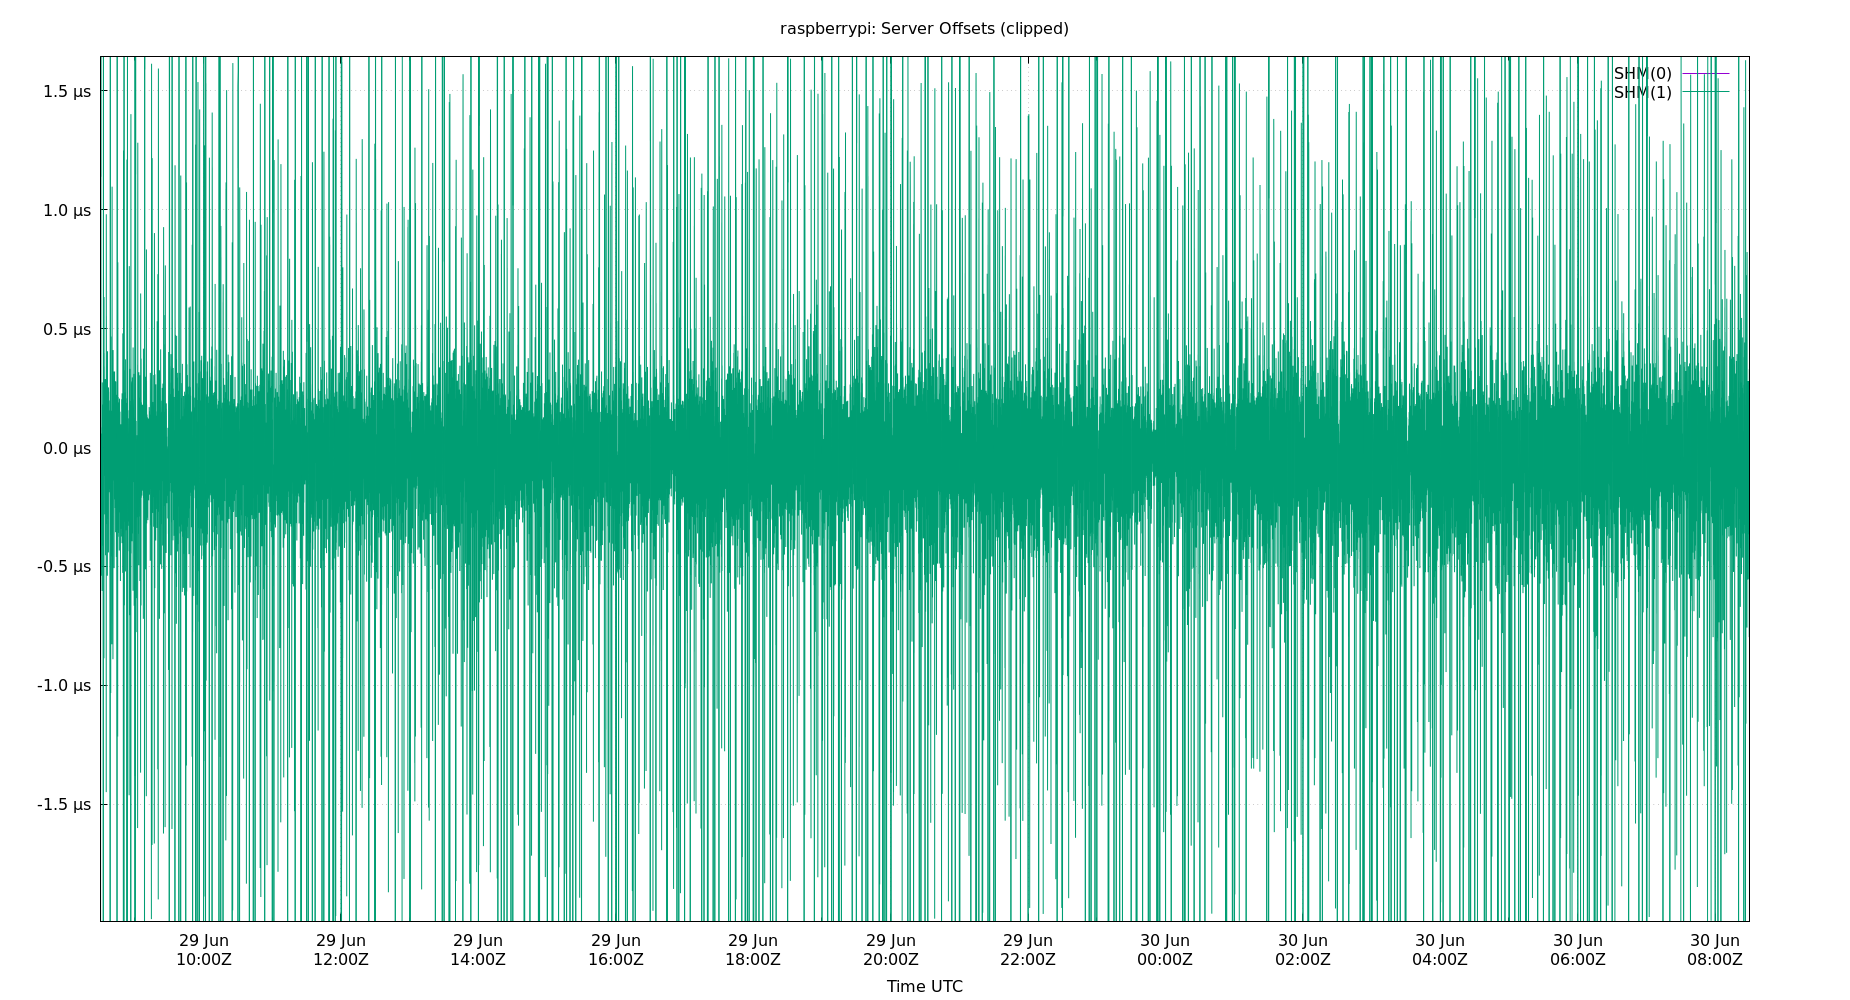 raspberrypi: Server Offsets (clipped)
SHM(0)
SHM(1)
1.5 µs
1.0 µs
0.5 µs
0.0 µs
-0.5 µs
-1.0 µs
-1.5 µs
29 Jun 29 Jun 29 Jun 29 Jun 29 Jun 29 Jun 29 Jun 30 Jun 30 Jun 30 Jun 30 Jun 30 Jun
10:00Z 12:00Z 14:00Z 16:00Z 18:00Z 20:00Z 22:00Z 00:00Z 02:00Z 04:00Z 06:00Z 08:00Z
Time UTC